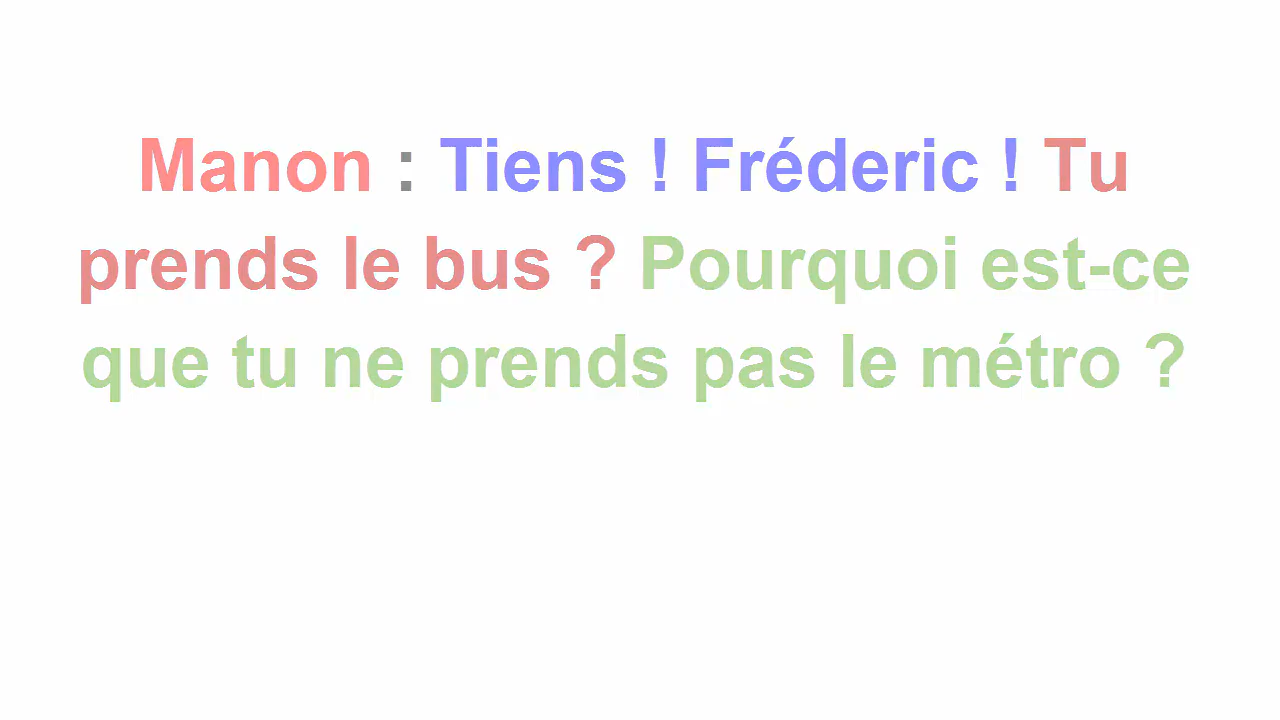 Manon : Tiens ! Fréderic ! Tu
prends le bus ? Pourquoi est-ce
que tu ne prends pas le métro ?